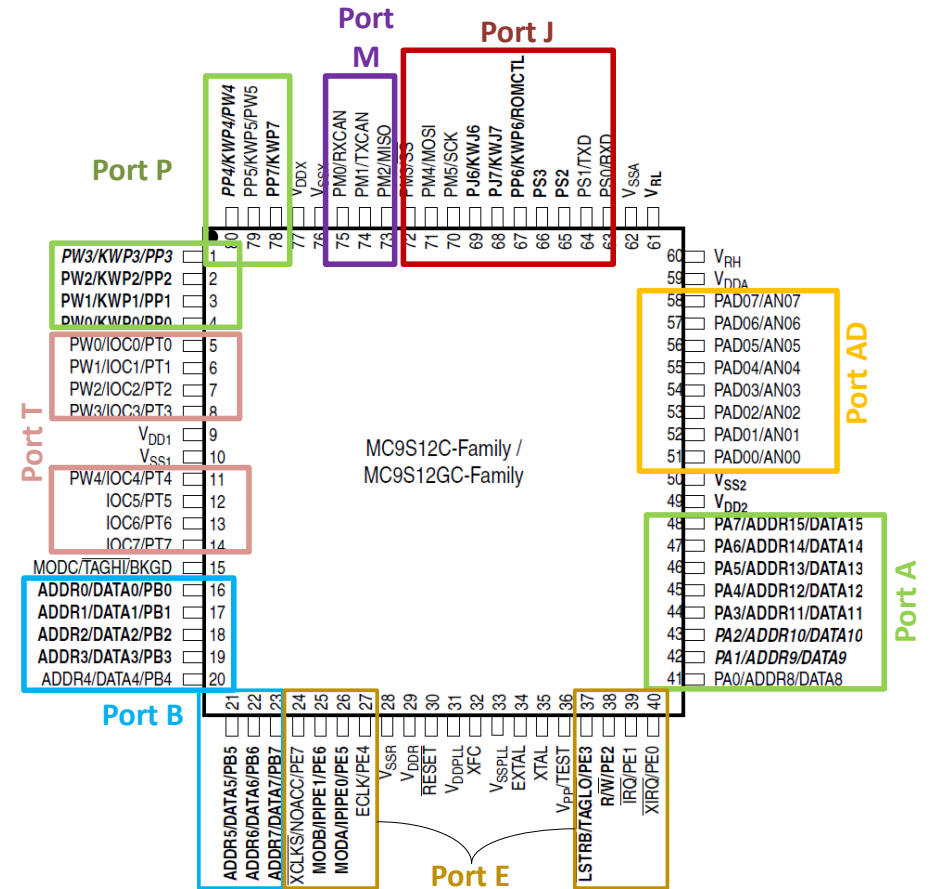 Port
M
Port J
Port P
PP4/KWP4/PW4
PP5/KWP5/PW5
PP7/KWP7
VDDX
VSSX
PM0/RXCAN
PM1/TXCAN
PM2/MISO
PM3/SS
PM4/MOSI
PM5/SCK
PJ6/KWJ6
PJ7/KWJ7
PP6/KWP6/ROMCTL
PS3
PS2
PS1/TXD
PS0/RXD
VSSA
VRL
80
79
78
77
76
75
74
73
72
71
70
69
68
67
66
65
64
63
62
61
PW3/KWP3/PP3 1
PW2/KWP2/PP2 2
PW1/KWP1/PP1 3
PW0/KWP0/PP0 4
PW0/IOC0/PT0 5
PW1/IOC1/PT1 6
PW2/IOC2/PT2 7
PW3/IOC3/PT3 8
VDD1 9
VSS1 10
PW4/IOC4/PT4 11
IOC5/PT5 12
IOC6/PT6 13
IOC7/PT7 14
MODC/TAGHI/BKGD 15
ADDR0/DATA0/PB0 16
ADDR1/DATA1/PB1 17
ADDR2/DATA2/PB2 18
ADDR3/DATA3/PB3 19
ADDR4/DATA4/PB4 20
Port T
Port B
MC9S12C-Family /
MC9S12GC-Family
60 VRH
59 VDDA
58 PAD07/AN07
57 PAD06/AN06
56 PAD05/AN05
55 PAD04/AN04
54 PAD03/AN03
53 PAD02/AN02
52 PAD01/AN01
51 PAD00/AN00
50 VSS2
49 VDD2
48 PA7/ADDR15/DATA15
47 PA6/ADDR14/DATA14
46 PA5/ADDR13/DATA13
45 PA4/ADDR12/DATA12
44 PA3/ADDR11/DATA11
43 PA2/ADDR10/DATA10
42 PA1/ADDR9/DATA9
41 PA0/ADDR8/DATA8
Port AD
Port A
21
22
23
24
25
26
27
28
29
30
31
32
33
34
35
36
37
38
39
40
ADDR5/DATA5/PB5
ADDR6/DATA6/PB6
ADDR7/DATA7/PB7
XCLKS/NOACC/PE7
MODB/IPIPE1/PE6
MODA/IPIPE0/PE5
ECLK/PE4
VSSR
VDDR
RESET
VDDPLL
XFC
VSSPLL
EXTAL
XTAL
VPP/TEST
LSTRB/TAGLO/PE3
R/W/PE2
IRQ/PE1
XIRQ/PE0
Port E